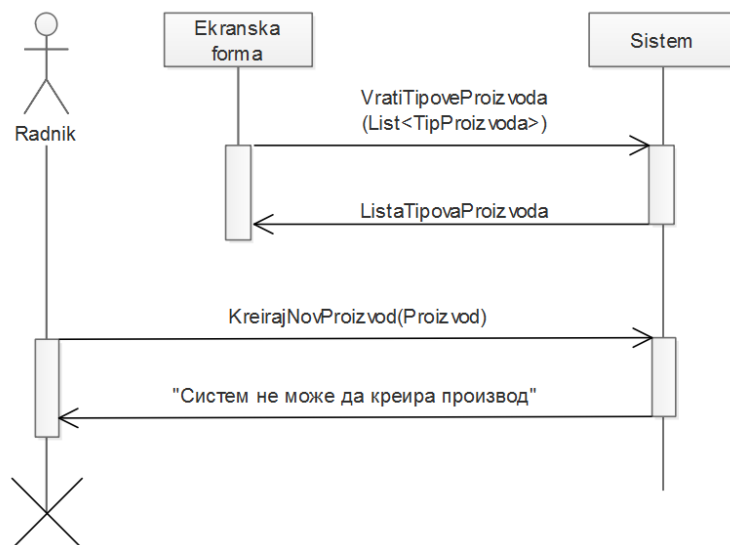 Ekranska
forma
Sistem
Radnik
VratiTipoveProizvoda
(List<TipProizvoda>)
ListaTipovaProizvoda
KreirajNovProizvod(Proizvod)
"Систем не може да креира производ"